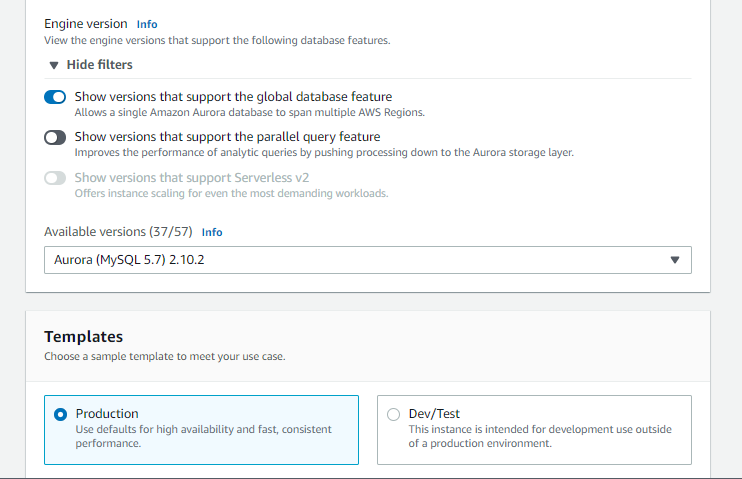 Engine version Info
View the engine versions that support the following database features.
Hide filters
Show versions that support the global database feature
Allows a single Amazon Aurora database to span multiple AWS Regions.
Show versions that support the parallel query feature
Improves the performance of analytic queries by pushing processing down to the Aurora storage layer.
Show versions that support Serverless v2
Offers instance scaling for even the most demanding workloads.
Available versions (37/57) Info
Aurora (MySQL 5.7) 2.10.2
Templates
Choose a sample template to meet your use case.
Production
Use defaults for high availability and fast, consistent
performance.
Dev/Test
This instance is intended for development use outside
of a production environment.